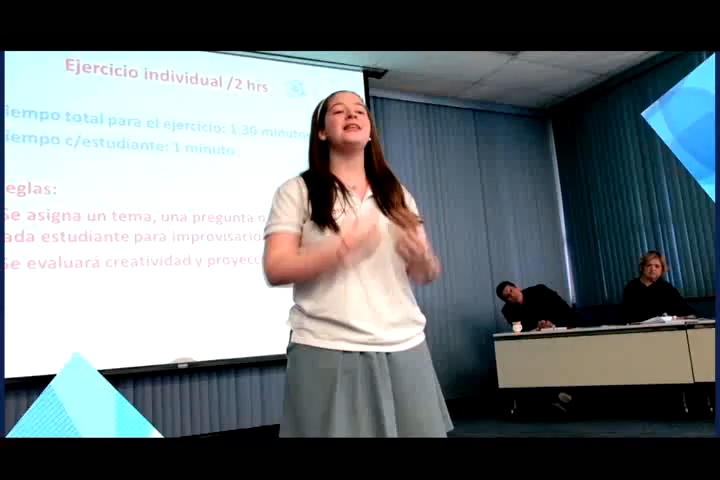 Ejercicio individual /2 hrs
iempo total para el ejercicio: 1:30 minutos
iempo c/estudiante: 1 minuto
eglas:
Se asigna un tema, una pregunta o
ada estudiante para improvisació
Se evaluará creatividad y proyecc